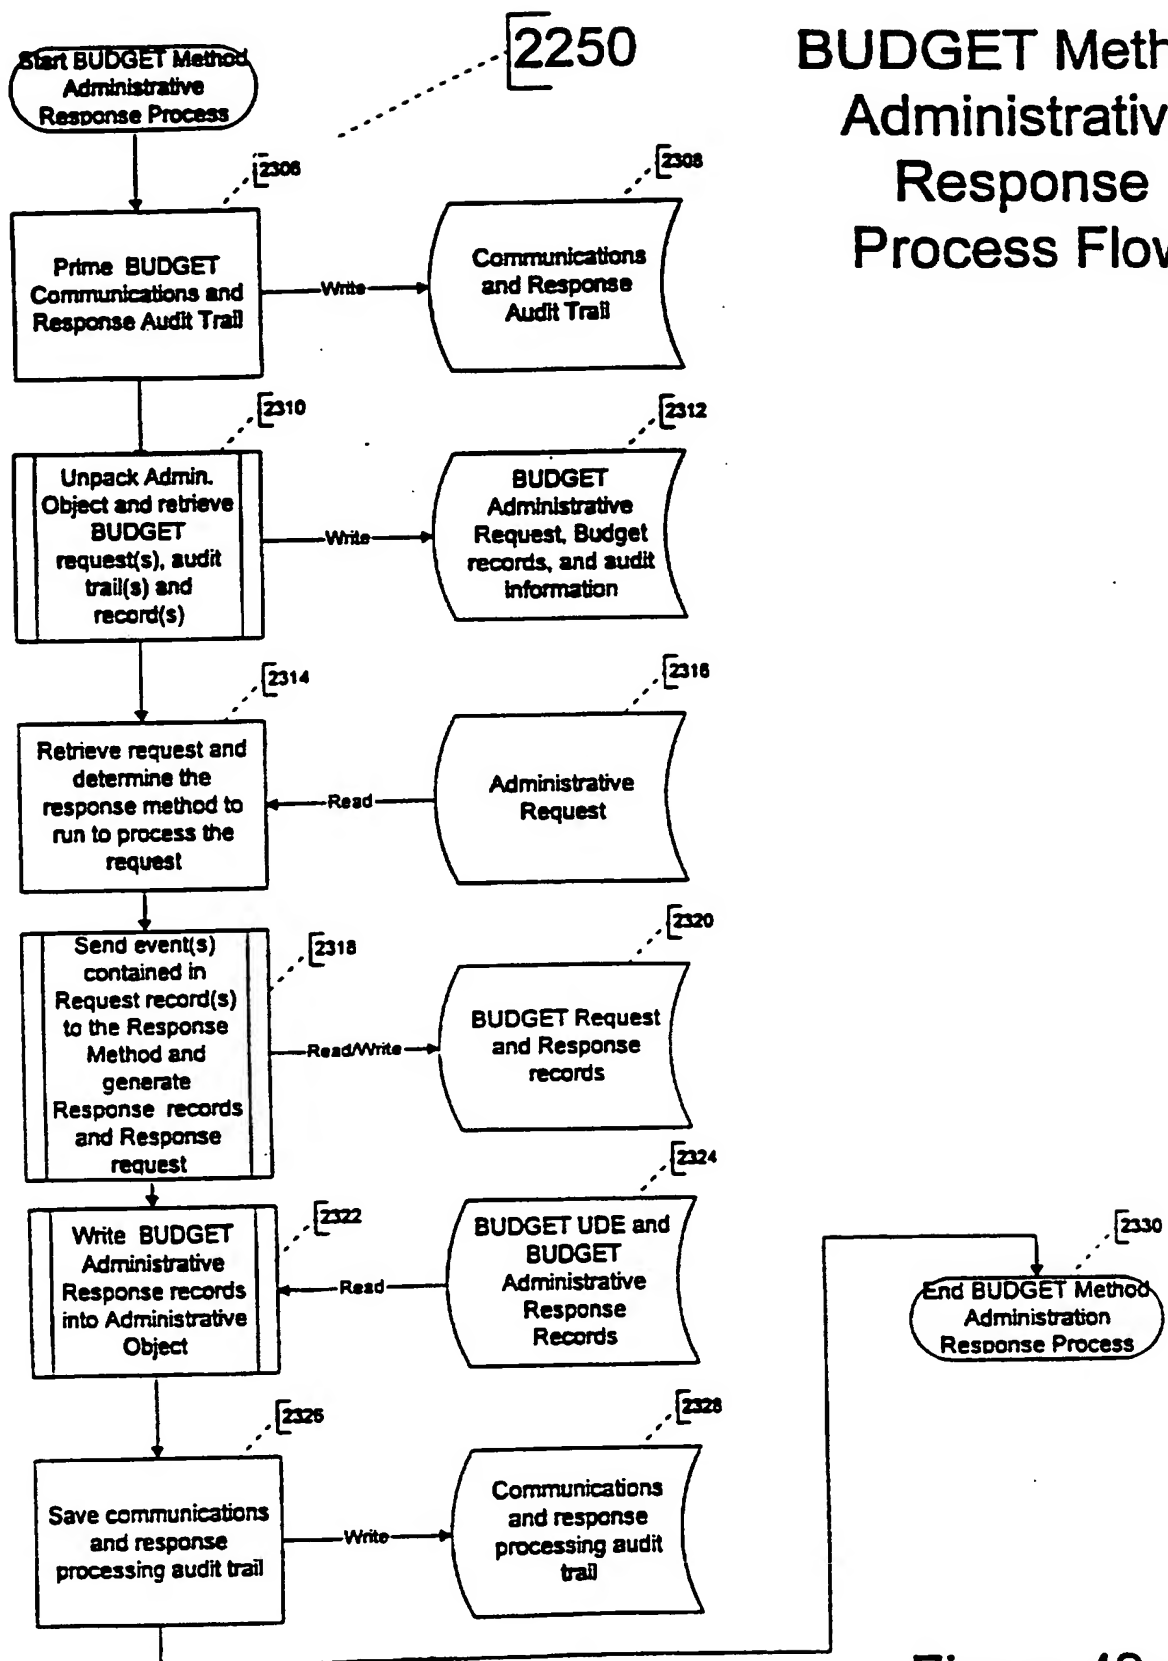 2250
BUDGET Meth
Administrativ
Response
Process Flow
Start BUDGET Method
Administrative
Response Process
2306
2308
Prime BUDGET
Communications and
Response Audit Trail
Write
Communications
and Response
Audit Trail
2310
2312
Unpack Admin.
Object and retrieve
BUDGET
request(s), audit
trail(s) and
record(s)
Write
BUDGET
Administrative
Request, Budget
records, and audit
information
2314
2316
Retrieve request and
determine the
response method to
run to process the
request
Read
Administrative
Request
2318
2320
Send event(s)
contained in
Request record(s)
to the Response
Method and
generate
Response records
and Response
request
Read/Write
BUDGET Request
and Response
records
2322
2324
Write BUDGET
Administrative
Response records
into Administrative
Object
Read
BUDGET UDE and
BUDGET
Administrative
Response
Records
2330
End BUDGET Method
Administration
Response Process
2326
2328
Save communications
and response
processing audit trail
Write
Communications
and response
processing audit
trail